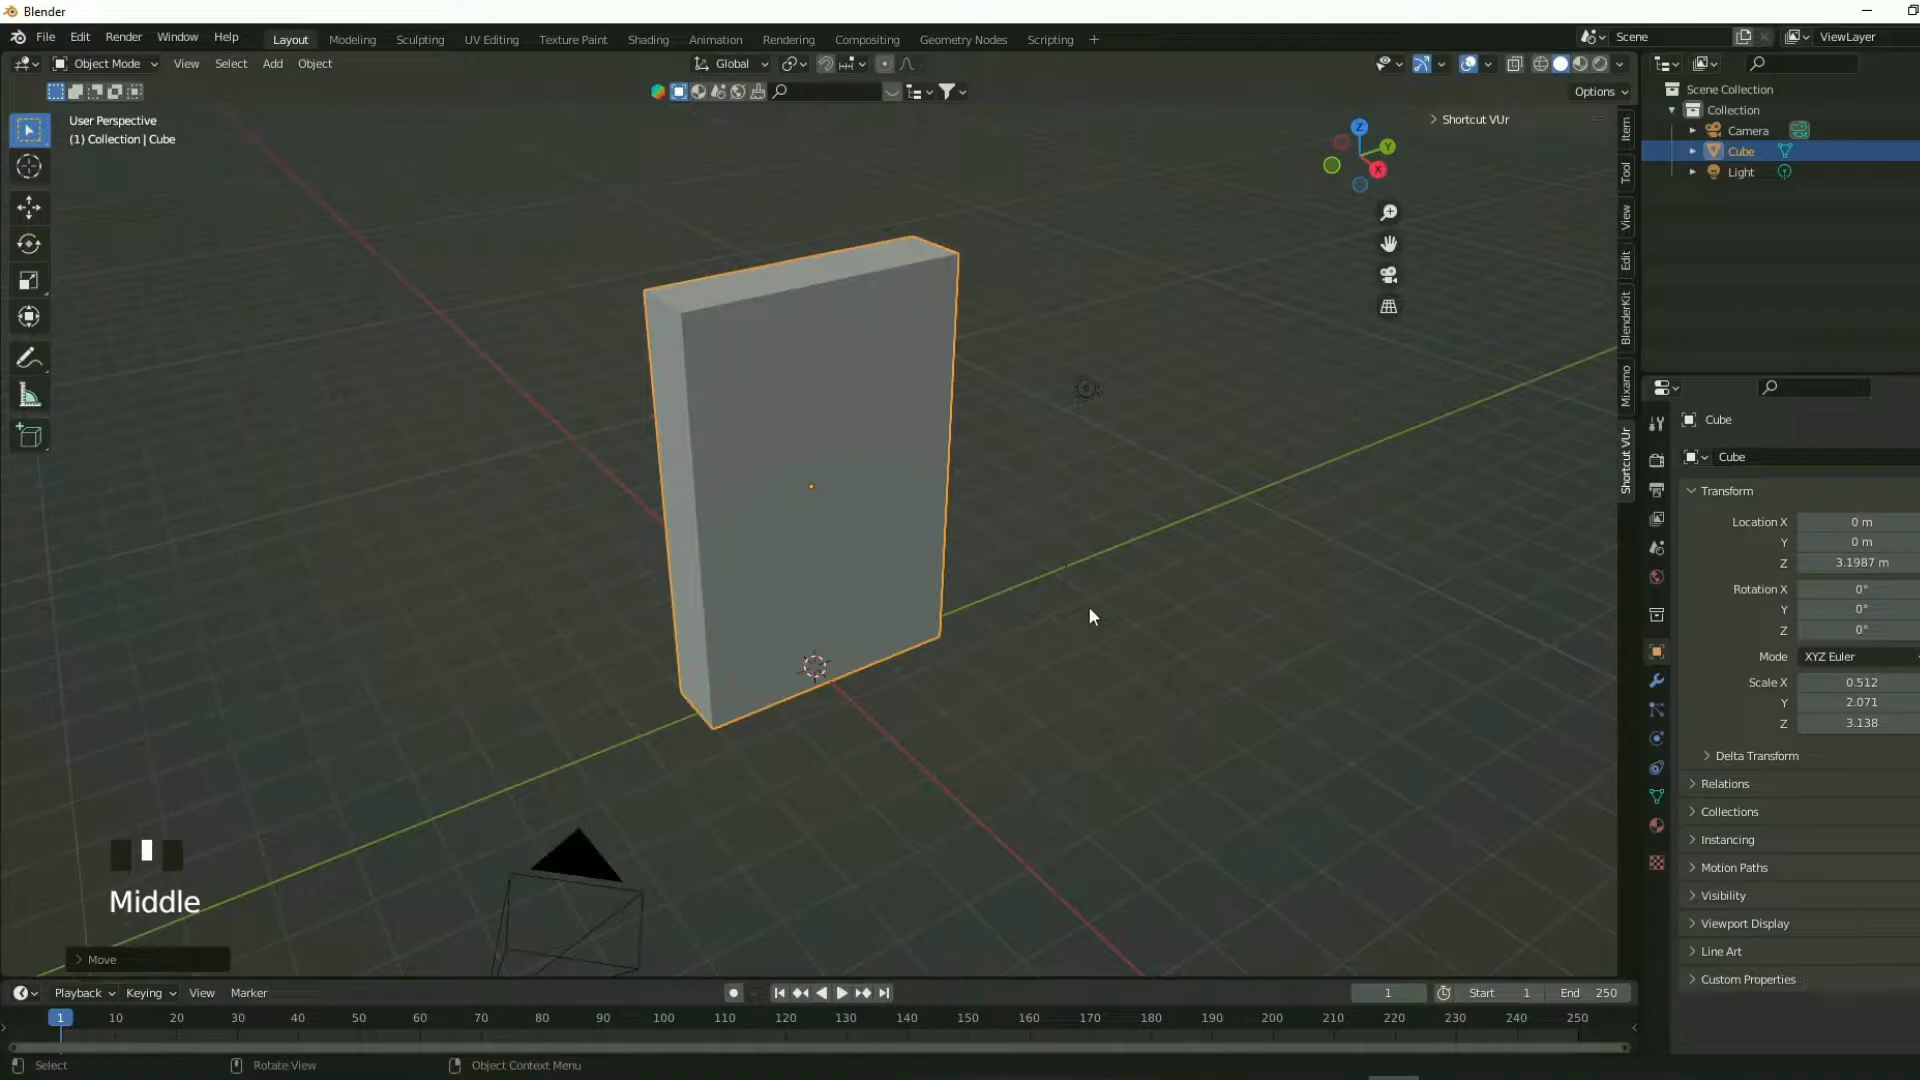 Blender
File Edit Render Window Help Layout Modeling Sculpting UV Editing Texture Paint Shading Animation Rendering Compositing Geometry Nodes Scripting + Scene ViewLayer
Object Mode View Select Add Object Global
Options
User Perspective
(1) Collection | Cube
Shortcut VUr
Z
Y
X
Item
Tool
View
Edit
BlenderKit
Mixamo
Shortcut VUr
Scene Collection
Collection
Camera
Cube
Light
Cube
Cube
Transform
Location X 0 m
Y 0 m
Z 3.1987 m
Rotation X 0°
Y 0°
Z 0°
Mode XYZ Euler
Scale X 0.512
Y 2.071
Z 3.138
Delta Transform
Relations
Collections
Instancing
Motion Paths
Visibility
Viewport Display
Line Art
Custom Properties
Middle
Move
Playback Keying View Marker 1 Start 1 End 250
1 10 20 30 40 50 60 70 80 90 100 110 120 130 140 150 160 170 180 190 200 210 220 230 240 250
Select Rotate View Object Context Menu